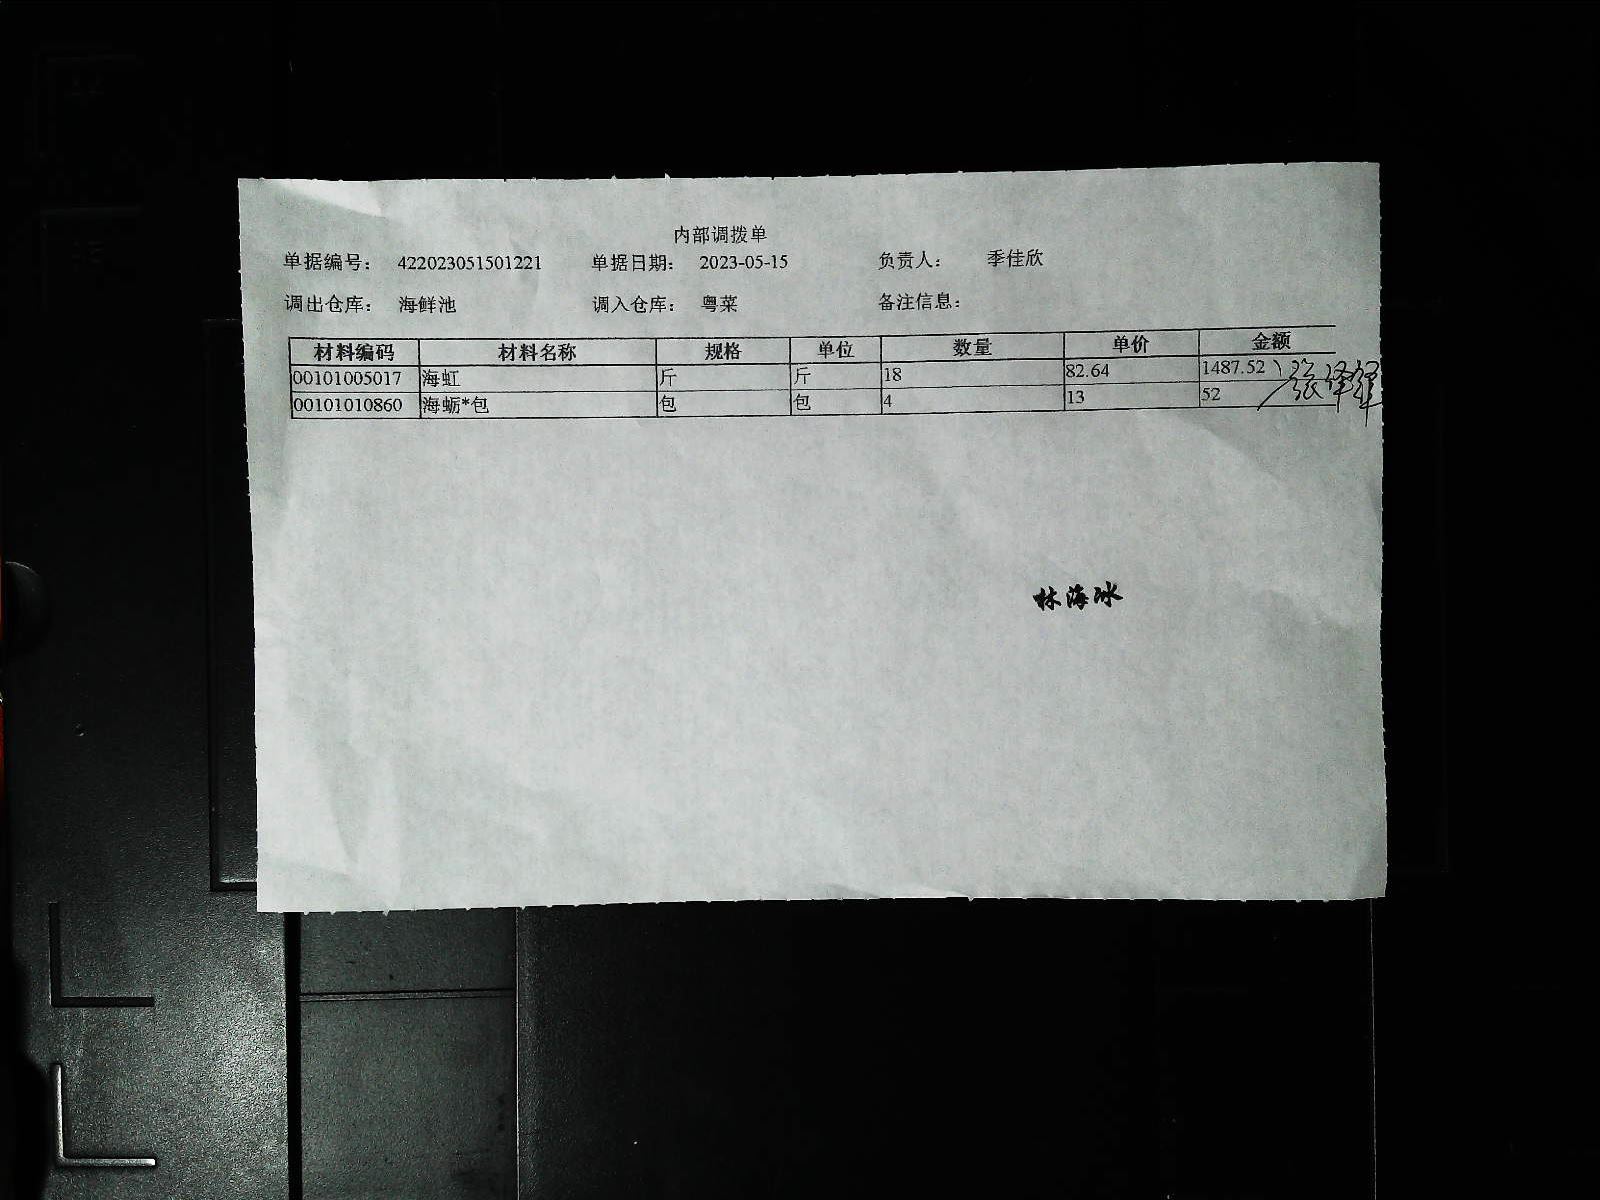 内部调拨单
单据编号： 422023051501221 单据日期： 2023-05-15 负责人： 季佳欣
调出仓库： 海鲜池 调入仓库： 粤菜 备注信息：
材料编码 材料名称 规格 单位 数量 单价 金额
00101005017 海虹 斤 斤 18 82.64 1487.52
00101010860 海蛎*包 包 包 4 13 52
林海冰